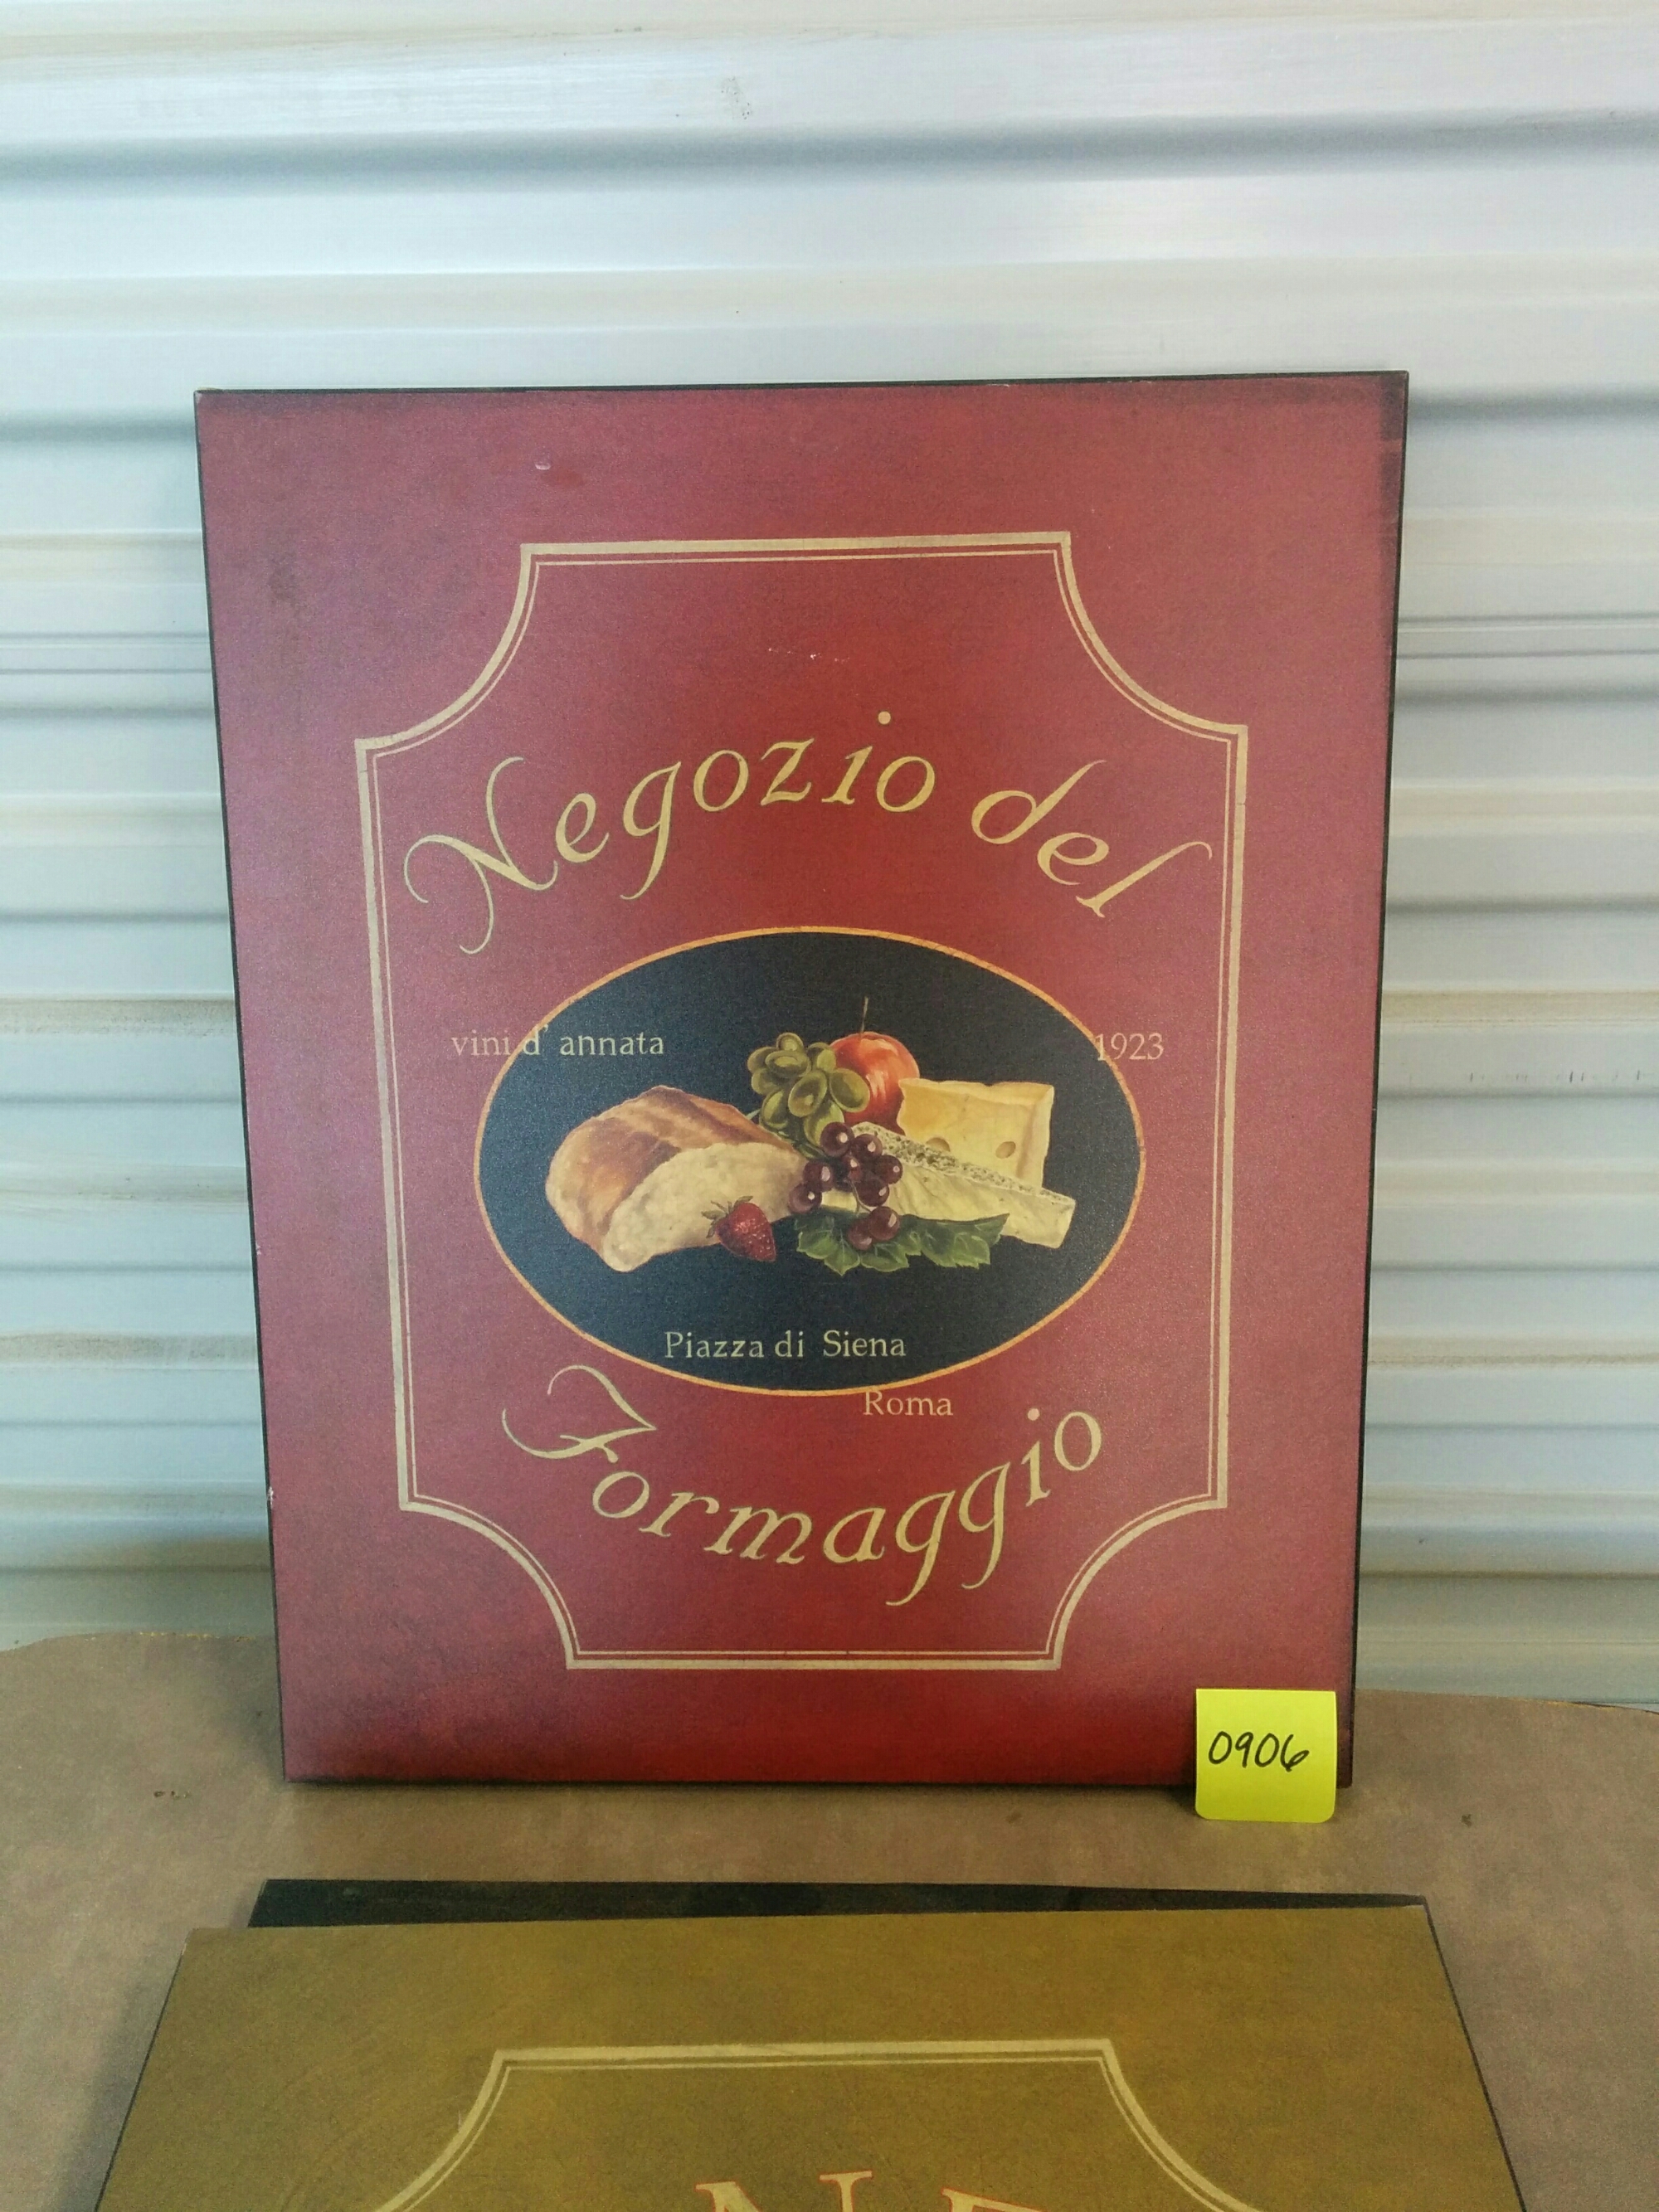 Negozio del
vini d' annata
1923
Piazza di Siena
Roma
Formaggio
0906